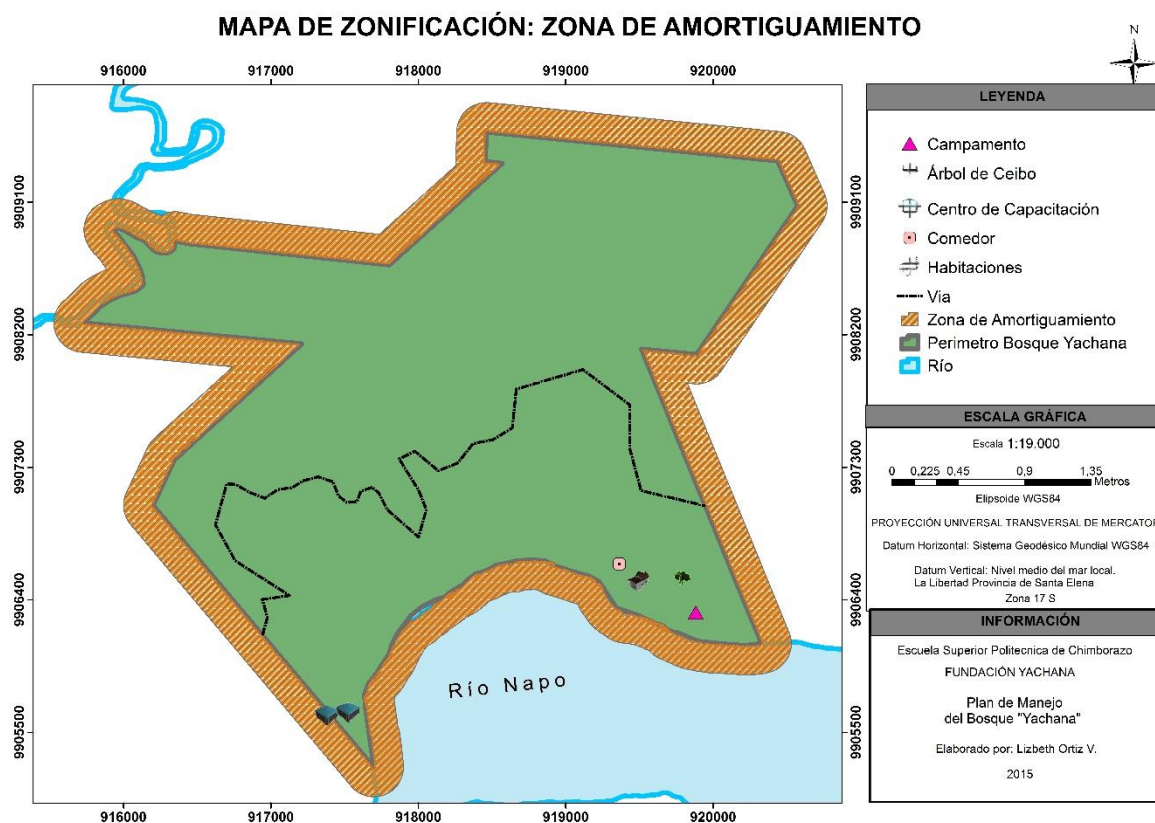 MAPA DE ZONIFICACIÓN: ZONA DE AMORTIGUAMIENTO
N
916000 917000 918000 919000 920000
9909100
9908200
9907300
9906400
9905500
9909100
9908200
9907300
9906400
9905500
Río Napo
916000 917000 918000 919000 920000
LEYENDA
Campamento
Árbol de Ceibo
Centro de Capacitación
Comedor
Habitaciones
Via
Zona de Amortiguamiento
Perimetro Bosque Yachana
Río
ESCALA GRÁFICA
Escala 1:19.000
0 0,225 0,45 0,9 1,35
Metros
Elipsoide WGS84
PROYECCIÓN UNIVERSAL TRANSVERSAL DE MERCATOR
Datum Horizontal: Sistema Geodésico Mundial WGS84
Datum Vertical: Nivel medio del mar local.
La Libertad Provincia de Santa Elena
Zona 17 S
INFORMACIÓN
Escuela Superior Politecnica de Chimborazo
FUNDACIÓN YACHANA
Plan de Manejo
del Bosque "Yachana"
Elaborado por: Lizbeth Ortiz V.
2015